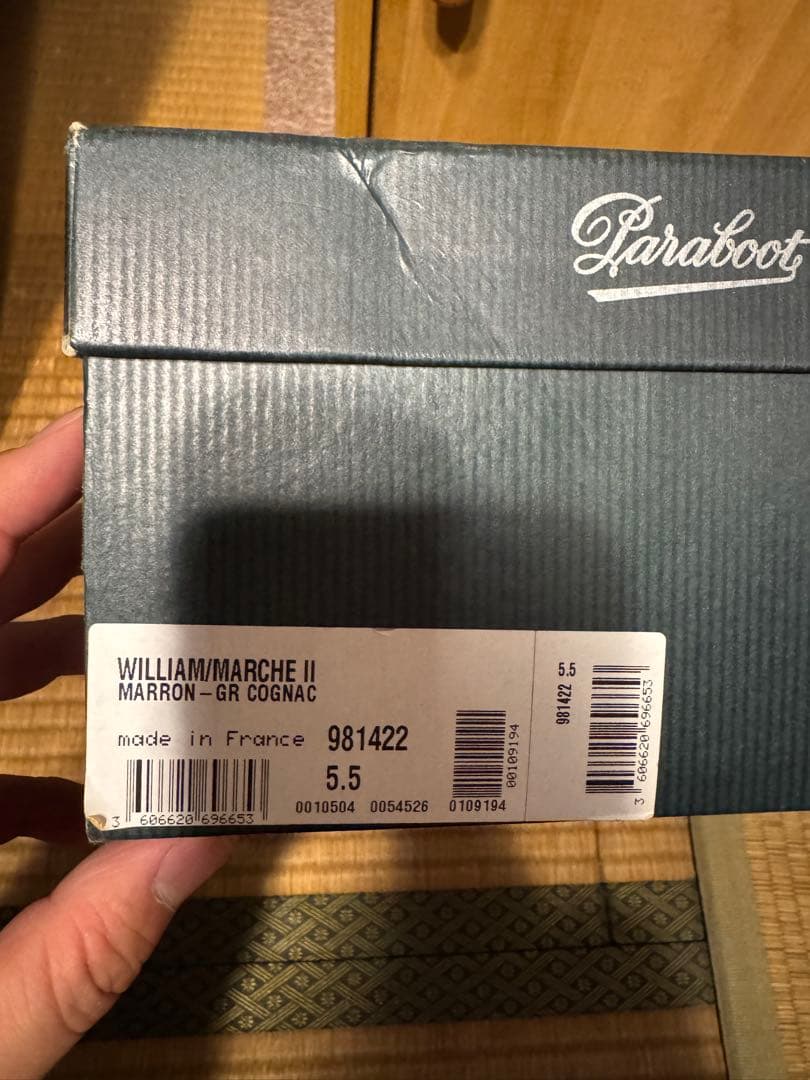 Paraboot
WILLIAM/MARCHE II
MARRON–GR COGNAC
made in France 981422
5.5
3 606620 696653
0010504 0054526 0109194
00109194
5.5
981422
3 606620 696653